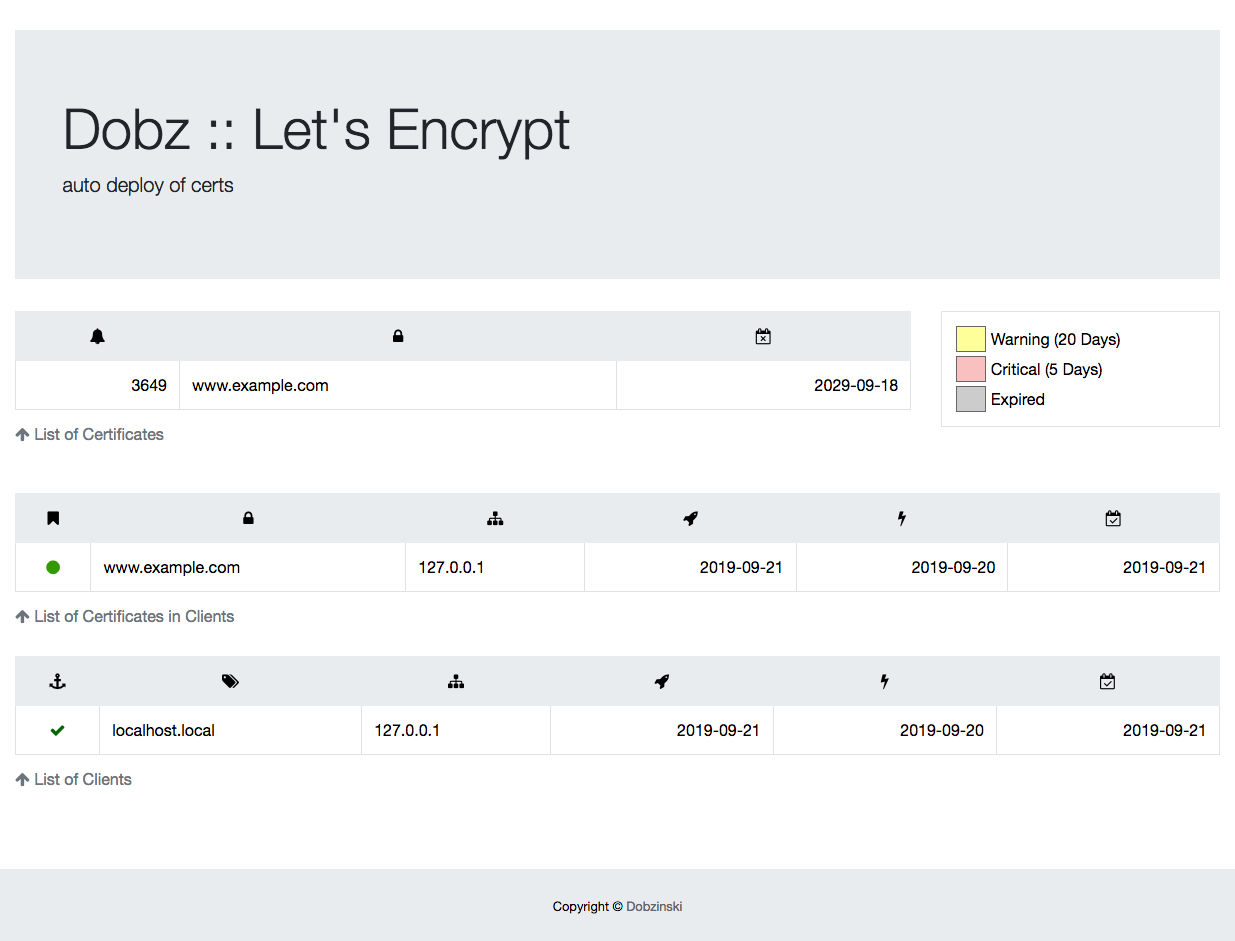 Dobz :: Let's Encrypt
auto deploy of certs
3649 www.example.com 2029-09-18
List of Certificates
Warning (20 Days)
Critical (5 Days)
Expired
www.example.com 127.0.0.1 2019-09-21 2019-09-20 2019-09-21
List of Certificates in Clients
localhost.local 127.0.0.1 2019-09-21 2019-09-20 2019-09-21
List of Clients
Copyright © Dobzinski